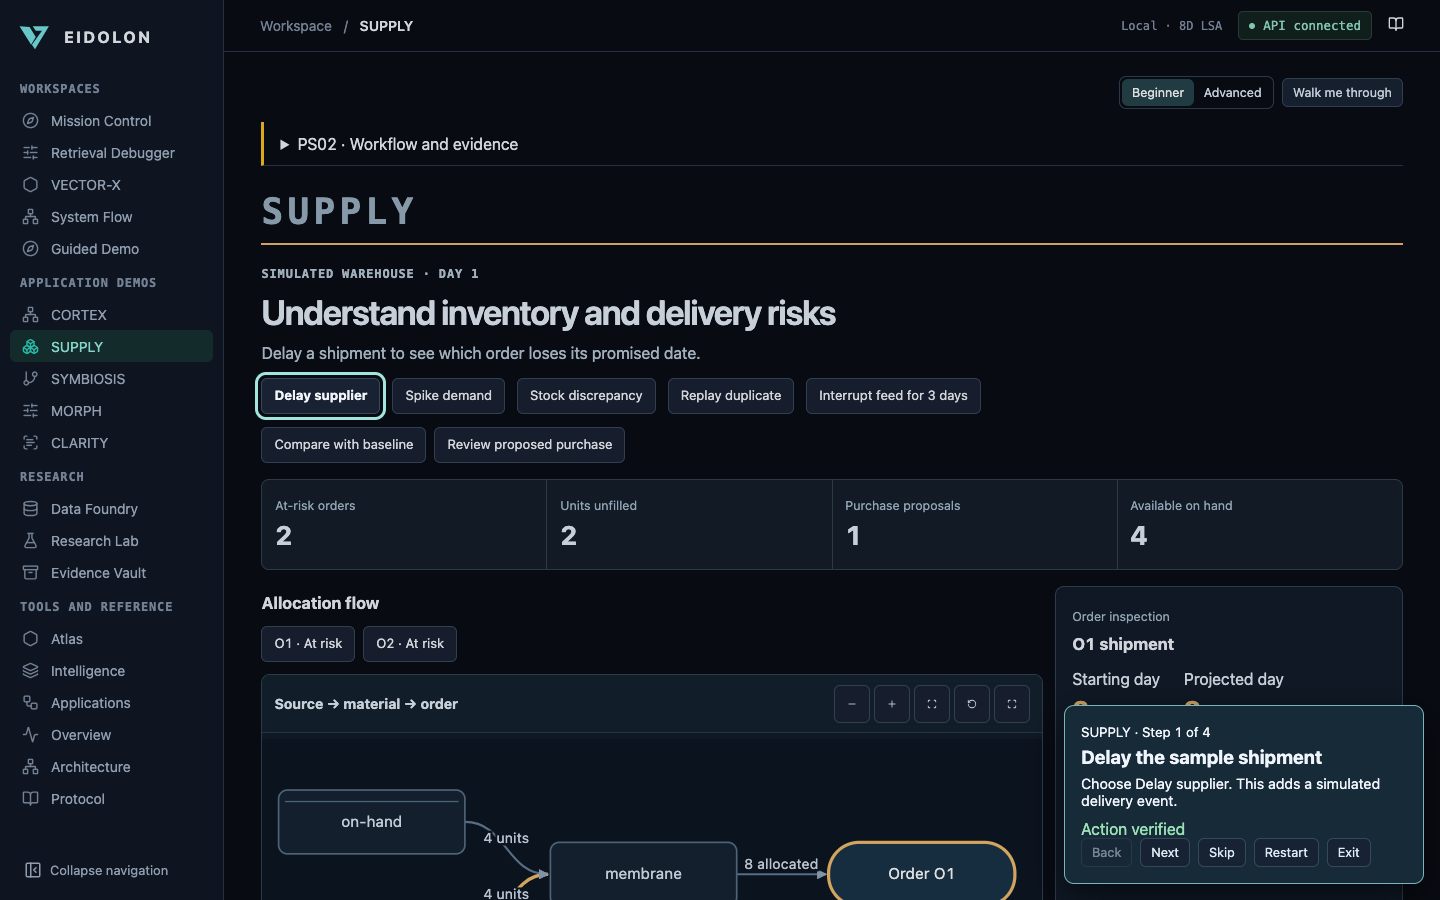 EIDOLON
WORKSPACES
Mission Control
Retrieval Debugger
VECTOR-X
System Flow
Guided Demo
APPLICATION DEMOS
CORTEX
SUPPLY
SYMBIOSIS
MORPH
CLARITY
RESEARCH
Data Foundry
Research Lab
Evidence Vault
TOOLS AND REFERENCE
Atlas
Intelligence
Applications
Overview
Architecture
Protocol
Collapse navigation
Workspace / SUPPLY
Local · 8D LSA
API connected
Beginner Advanced Walk me through
PS02 · Workflow and evidence
SUPPLY
SIMULATED WAREHOUSE · DAY 1
Understand inventory and delivery risks
Delay a shipment to see which order loses its promised date.
Delay supplier Spike demand Stock discrepancy Replay duplicate Interrupt feed for 3 days
Compare with baseline Review proposed purchase
At-risk orders Units unfilled Purchase proposals Available on hand
2 2 1 4
Allocation flow
O1 · At risk O2 · At risk
Source → material → order
on-hand
4 units
4 units
membrane
8 allocated
Order O1
Order inspection
O1 shipment
Starting day Projected day
SUPPLY · Step 1 of 4
Delay the sample shipment
Choose Delay supplier. This adds a simulated
delivery event.
Action verified
Back Next Skip Restart Exit